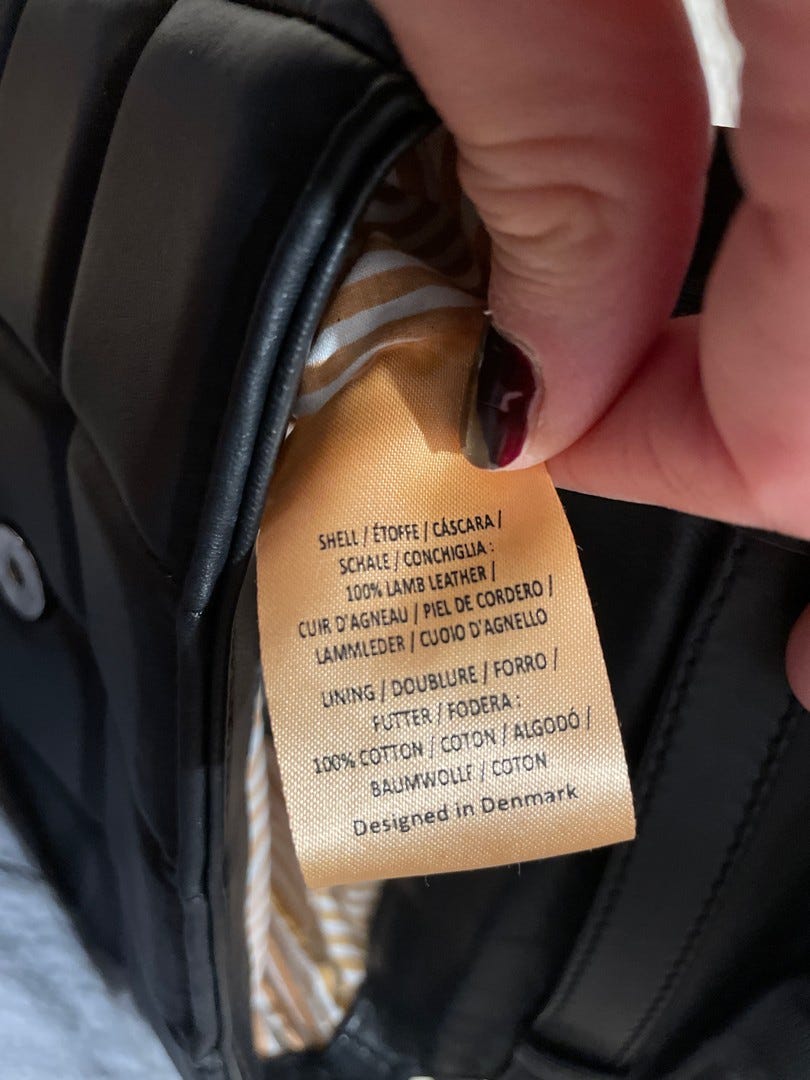 SHELL / ÉTOFFE / CÁSCARA /
SCHALE / CONCHIGLIA :
100% LAMB LEATHER /
CUIR D'AGNEAU / PIEL DE CORDERO /
LAMMLEDER / CUOIO D'AGNELLO
LINING / DOUBLURE / FORRO /
FUTTER / FODERA :
100% COTTON / COTON / ALGODÓ /
BAUMWOLLE / COTON
Designed in Denmark